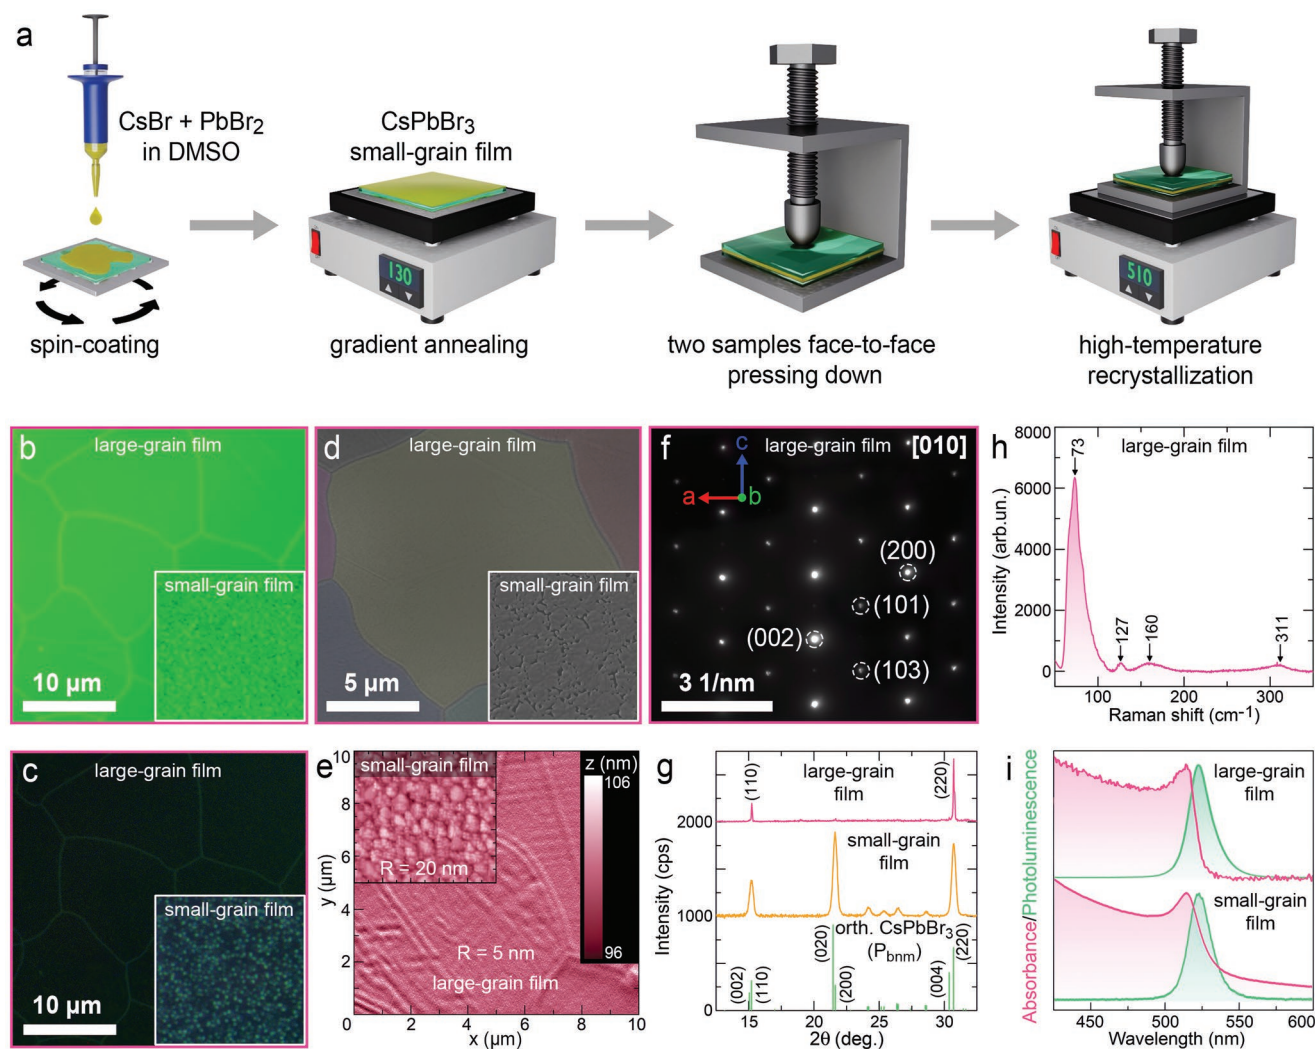 a
CsBr + PbBr2
in DMSO
CsPbBr3
small-grain film
130
510
spin-coating
gradient annealing
two samples face-to-face
pressing down
high-temperature
recrystallization
b
large-grain film
small-grain film
10 µm
d
large-grain film
small-grain film
5 µm
f
large-grain film
[010]
c
a
b
(200)
(101)
(002)
(103)
3 1/nm
h
large-grain film
73
127
160
311
8000
6000
4000
2000
0
Intensity (arb.un.)
100
200
300
Raman shift (cm-1)
c
large-grain film
small-grain film
10 µm
e
small-grain film
R = 20 nm
R = 5 nm
large-grain film
z (nm)
106
96
10
9
8
7
6
5
4
3
2
1
0
y (µm)
0
2
4
6
8
10
x (µm)
g
(110)
large-grain
film
(220)
2000
small-grain
film
1000
orth. CsPbBr3
(Pbnm)
(002)
(110)
(020)
(200)
(004)
(220)
0
Intensity (cps)
15
20
25
30
2θ (deg.)
i
large-grain
film
small-grain
film
Absorbance/Photoluminescence
450
500
550
600
Wavelength (nm)